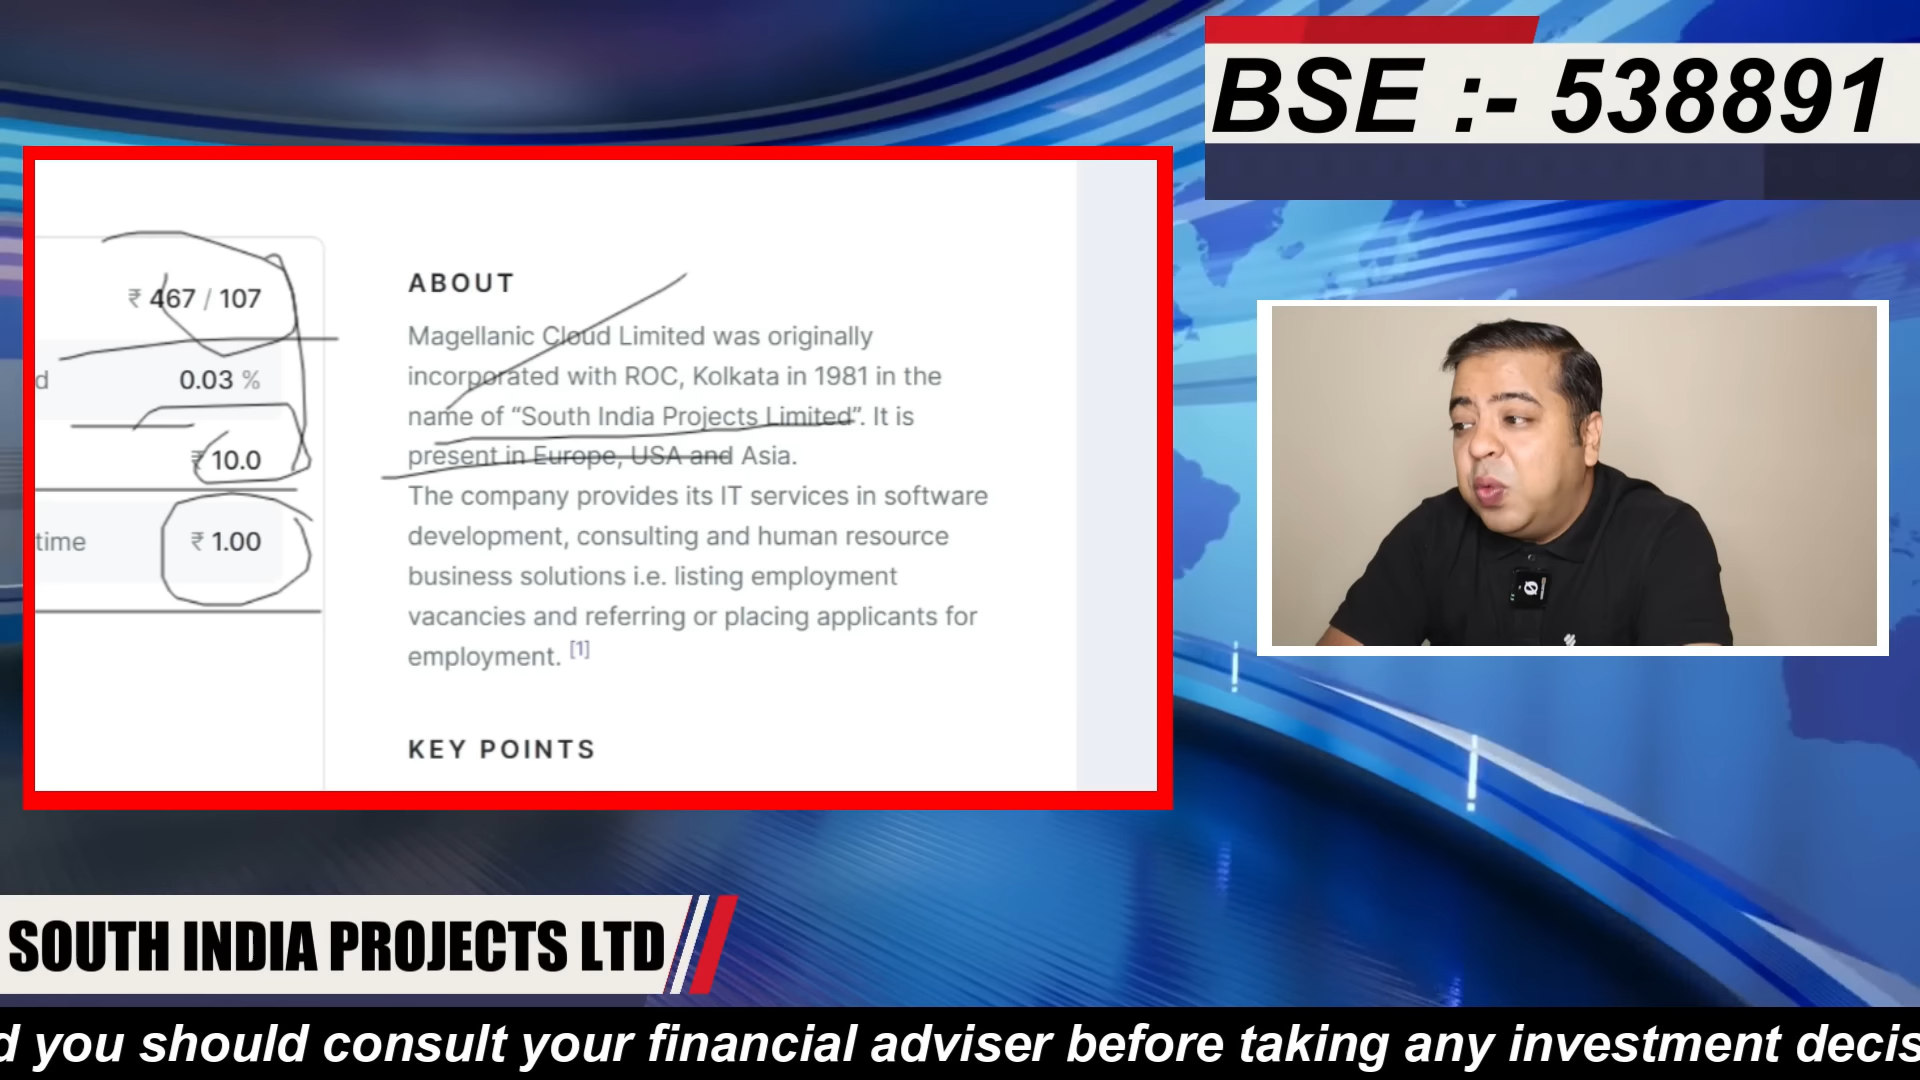 BSE :- 538891
₹ 467 / 107
d 0.03 %
₹ 10.0
time ₹ 1.00
ABOUT
Magellanic Cloud Limited was originally
incorporated with ROC, Kolkata in 1981 in the
name of “South India Projects Limited”. It is
present in Europe, USA and Asia.
The company provides its IT services in software
development, consulting and human resource
business solutions i.e. listing employment
vacancies and referring or placing applicants for
employment. [1]
KEY POINTS
SOUTH INDIA PROJECTS LTD
d you should consult your financial adviser before taking any investment decis